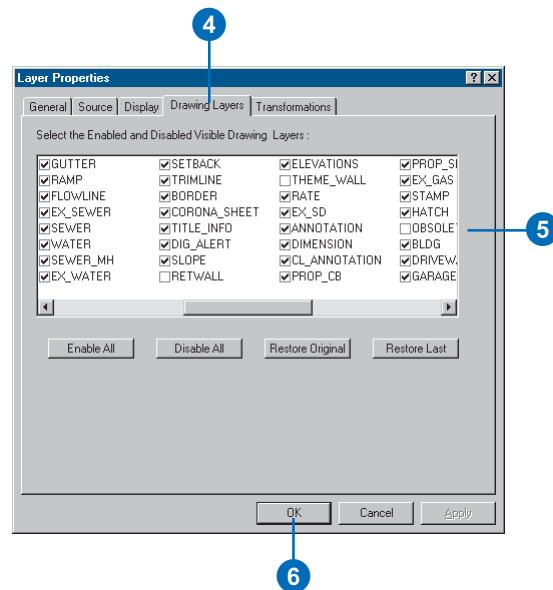 4
Layer Properties
General Source Display Drawing Layers Transformations
Select the Enabled and Disabled Visible Drawing Layers :
GUTTER SETBACK ELEVATIONS PROP_SI
RAMP TRIMLINE THEME_WALL EX_GAS
FLOWLINE BORDER RATE STAMP
EX_SEWER CORONA_SHEET EX_SD HATCH
SEWER TITLE_INFO ANNOTATION OBSOLE
WATER DIG_ALERT DIMENSION BLDG
SEWER_MH SLOPE CL_ANNOTATION DRIVEW
EX_WATER RETWALL PROP_CB GARAGE
5
Enable All Disable All Restore Original Restore Last
OK Cancel Apply
6